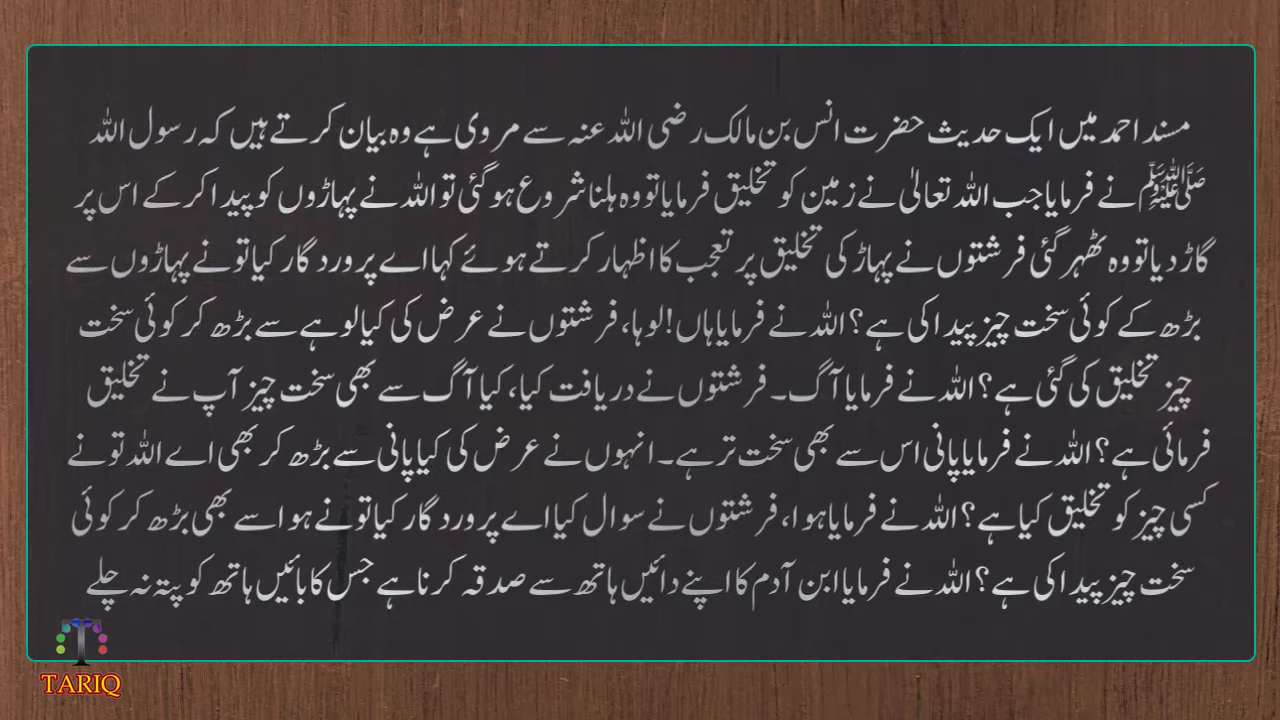 مسند احمد میں ایک حدیث حضرت انس بن مالک رضی اللہ عنہ سے مروی ہے وہ بیان کرتے ہیں کہ رسول اللہ
ﷺ نے فرمایا جب اللہ تعالیٰ نے زمین کو تخلیق فرمایا تو وہ ہلنا شروع ہو گئی تو اللہ نے پہاڑوں کو پیدا کر کے اس پر
گاڑ دیا تو وہ ٹھہر گئی فرشتوں نے پہاڑ کی تخلیق پر تعجب کا اظہار کرتے ہوئے کہا اے پروردگار کیا تو نے پہاڑوں سے
بڑھ کے کوئی سخت چیز پیدا کی ہے؟ اللہ نے فرمایا ہاں! لوہا، فرشتوں نے عرض کی کیا لوہے سے بڑھ کر کوئی سخت
چیز تخلیق کی گئی ہے؟ اللہ نے فرمایا آگ۔ فرشتوں نے دریافت کیا، کیا آگ سے بھی سخت چیز آپ نے تخلیق
فرمائی ہے؟ اللہ نے فرمایا پانی اس سے بھی سخت تر ہے۔ انہوں نے عرض کی کیا پانی سے بڑھ کر بھی اے اللہ تو نے
کسی چیز کو تخلیق کیا ہے؟ اللہ نے فرمایا ہوا، فرشتوں نے سوال کیا اے پروردگار کیا تو نے ہوا سے بھی بڑھ کر کوئی
سخت چیز پیدا کی ہے؟ اللہ نے فرمایا ابن آدم کا اپنے دائیں ہاتھ سے صدقہ کرنا ہے جس کا بائیں ہاتھ کو پتہ نہ چلے
TARIQ